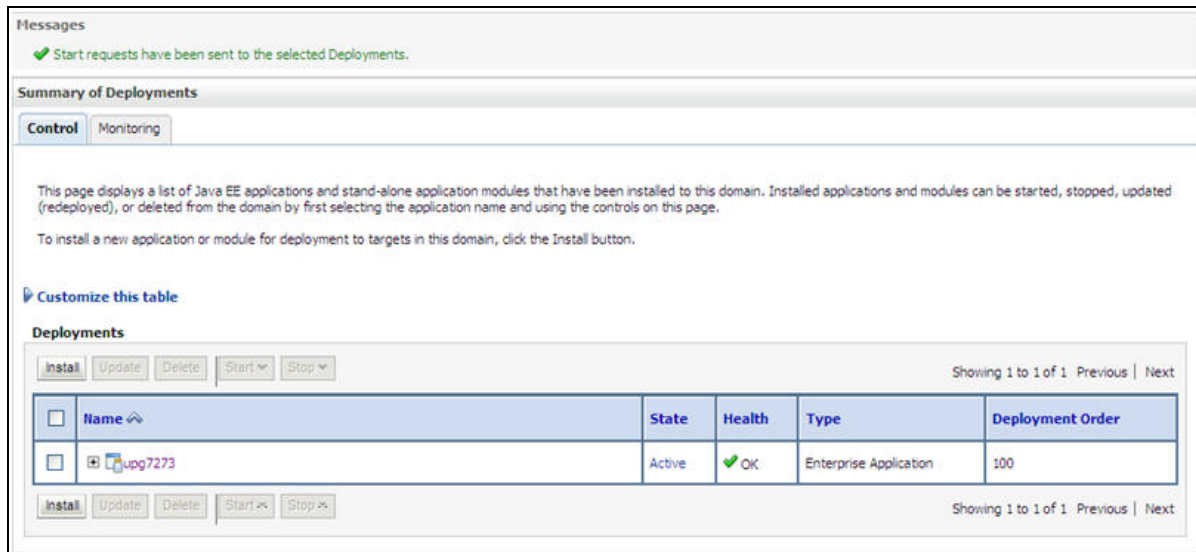 Messages
Start requests have been sent to the selected Deployments.
Summary of Deployments
Control Monitoring
This page displays a list of Java EE applications and stand-alone application modules that have been installed to this domain. Installed applications and modules can be started, stopped, updated
(redeployed), or deleted from the domain by first selecting the application name and using the controls on this page.
To install a new application or module for deployment to targets in this domain, click the Install button.
Customize this table
Deployments
Install Update Delete Start Stop Showing 1 to 1 of 1 Previous | Next
Name State Health Type Deployment Order
upg7273 Active OK Enterprise Application 100
Install Update Delete Start Stop Showing 1 to 1 of 1 Previous | Next